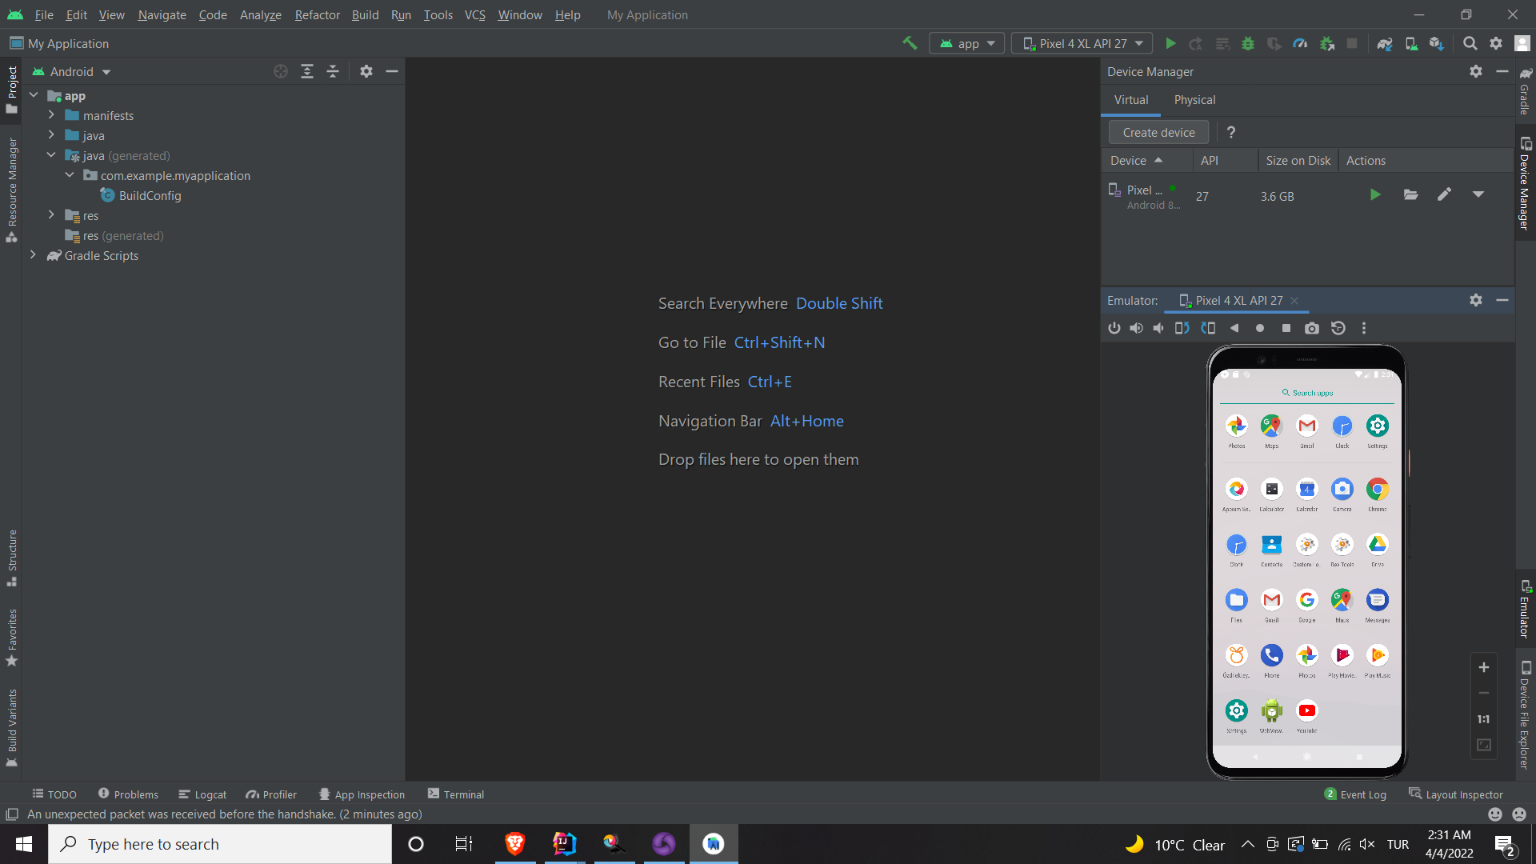 File Edit View Navigate Code Analyze Refactor Build Run Tools VCS Window Help My Application
My Application
app
Pixel 4 XL API 27
Project
Resource Manager
Structure
Favorites
Build Variants
Android
app
manifests
java
java (generated)
com.example.myapplication
BuildConfig
res
res (generated)
Gradle Scripts
Search Everywhere Double Shift
Go to File Ctrl+Shift+N
Recent Files Ctrl+E
Navigation Bar Alt+Home
Drop files here to open them
Device Manager
Virtual Physical
Create device ?
Device API Size on Disk Actions
Pixel ... 27 3.6 GB
Android 8...
Emulator: Pixel 4 XL API 27
Search apps
Photos Maps Gmail Clock Settings
Calculator Calendar Camera Chrome
Clock Contacts Dev Tools Drive
Files Gmail Google Maps Messages
Phone Photos Play Movie.. Play Music
Settings YouTube
1:1
Gradle
Device Manager
Emulator
Device File Explorer
TODO Problems Logcat Profiler App Inspection Terminal
2 Event Log Layout Inspector
An unexpected packet was received before the handshake. (2 minutes ago)
Type here to search
10°C Clear
TUR
2:31 AM
4/4/2022
2